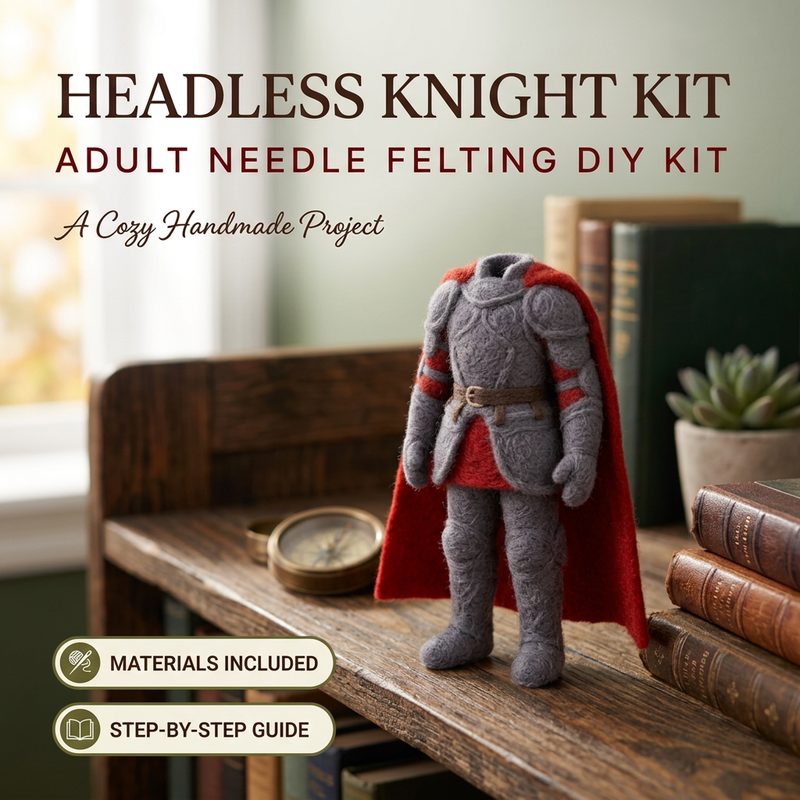 HEADLESS KNIGHT KIT
ADULT NEEDLE FELTING DIY KIT
A Cozy Handmade Project
MATERIALS INCLUDED
STEP-BY-STEP GUIDE